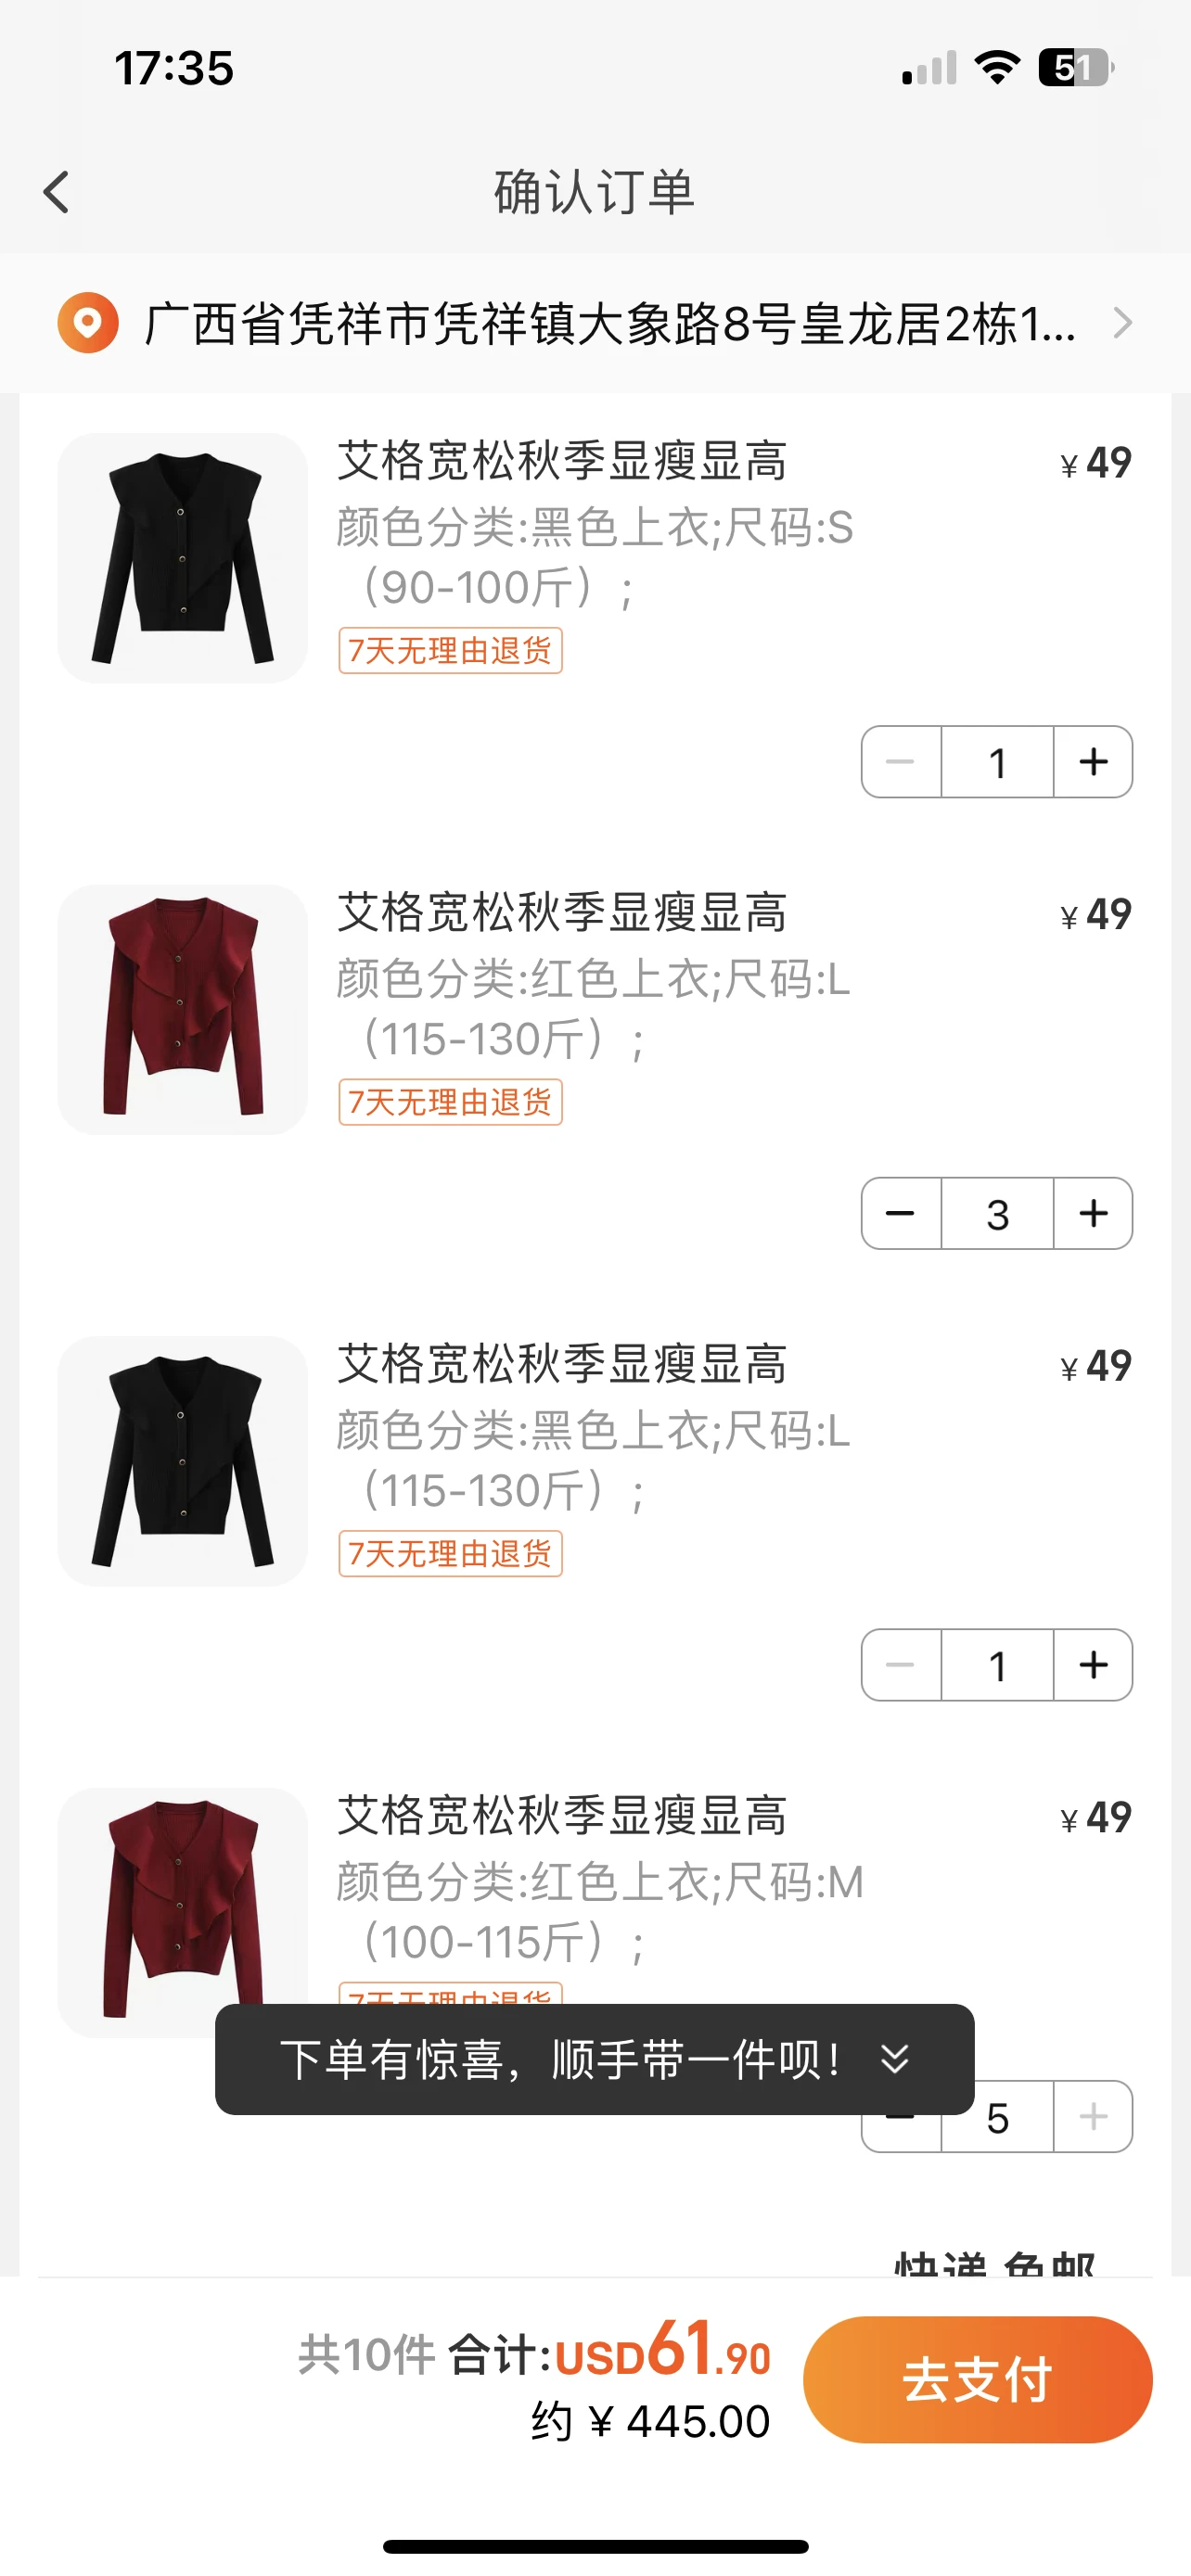 17:35
51
确认订单
广西省凭祥市凭祥镇大象路8号皇龙居2栋1...
艾格宽松秋季显瘦显高
¥49
颜色分类:黑色上衣;尺码:S
（90-100斤）;
7天无理由退货
1
艾格宽松秋季显瘦显高
¥49
颜色分类:红色上衣;尺码:L
（115-130斤）;
7天无理由退货
3
艾格宽松秋季显瘦显高
¥49
颜色分类:黑色上衣;尺码:L
（115-130斤）;
7天无理由退货
1
艾格宽松秋季显瘦显高
¥49
颜色分类:红色上衣;尺码:M
（100-115斤）;
7天无理由退货
下单有惊喜，顺手带一件呗！
5
快递 免邮
共10件 合计:USD61.90
约 ¥ 445.00
去支付